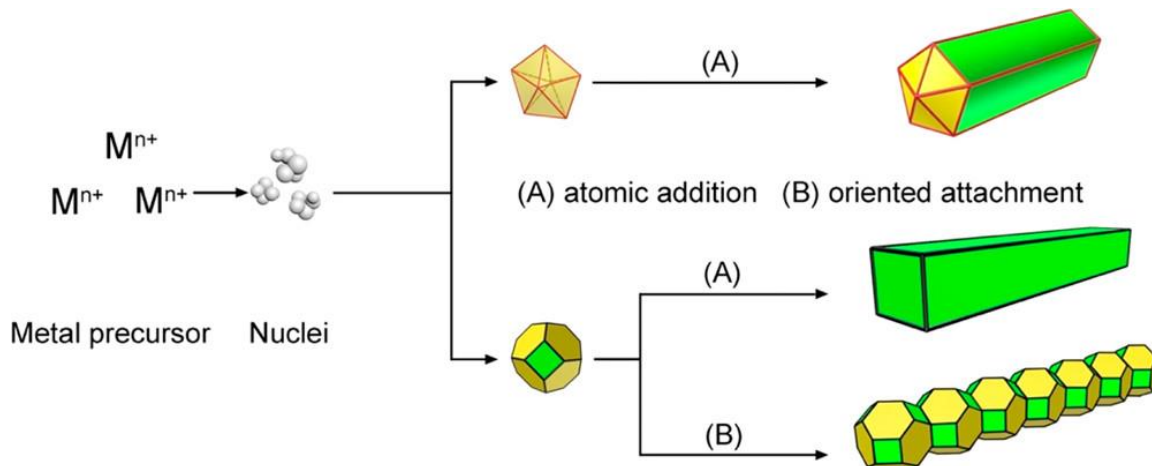 (A)
Mⁿ⁺
Mⁿ⁺ Mⁿ⁺
(A) atomic addition (B) oriented attachment
(A)
Metal precursor Nuclei
(B)